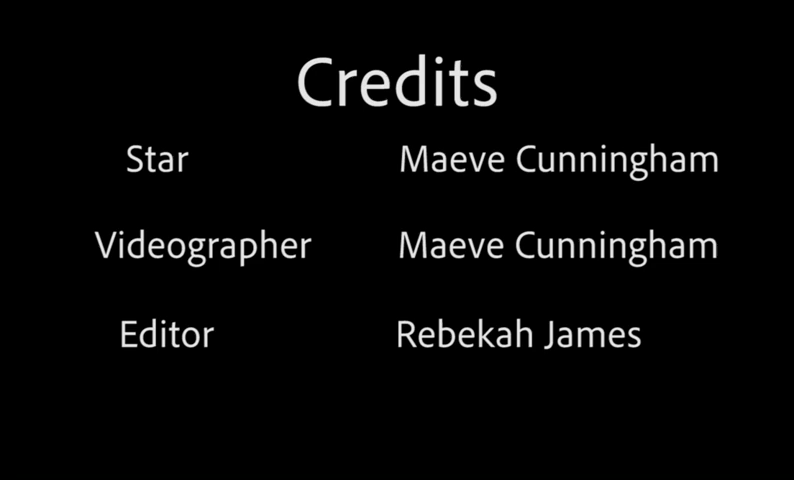 Credits
Star Maeve Cunningham
Videographer Maeve Cunningham
Editor Rebekah James